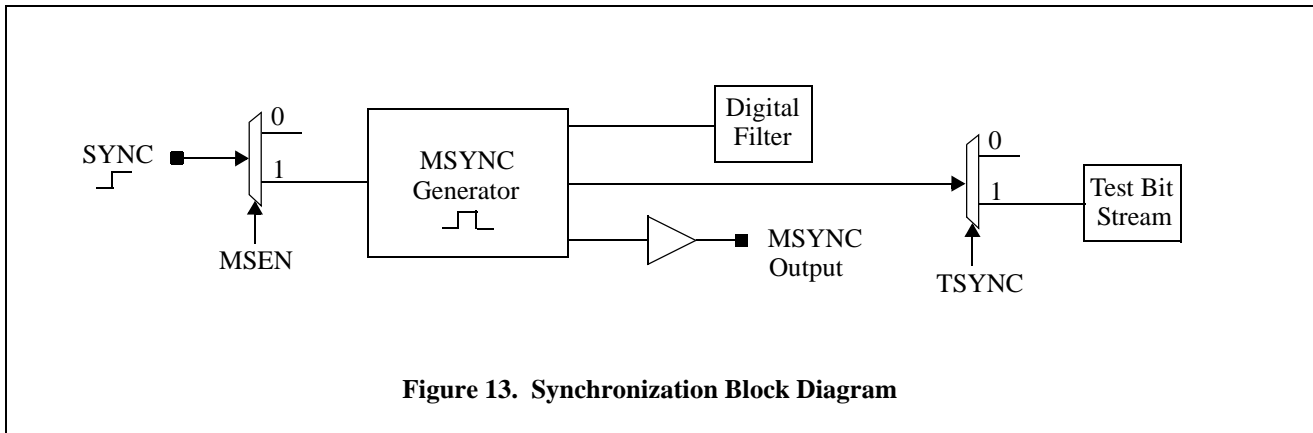 SYNC
0
1
MSEN
MSYNC
Generator
Digital
Filter
MSYNC
Output
0
1
TSYNC
Test Bit
Stream
Figure 13. Synchronization Block Diagram